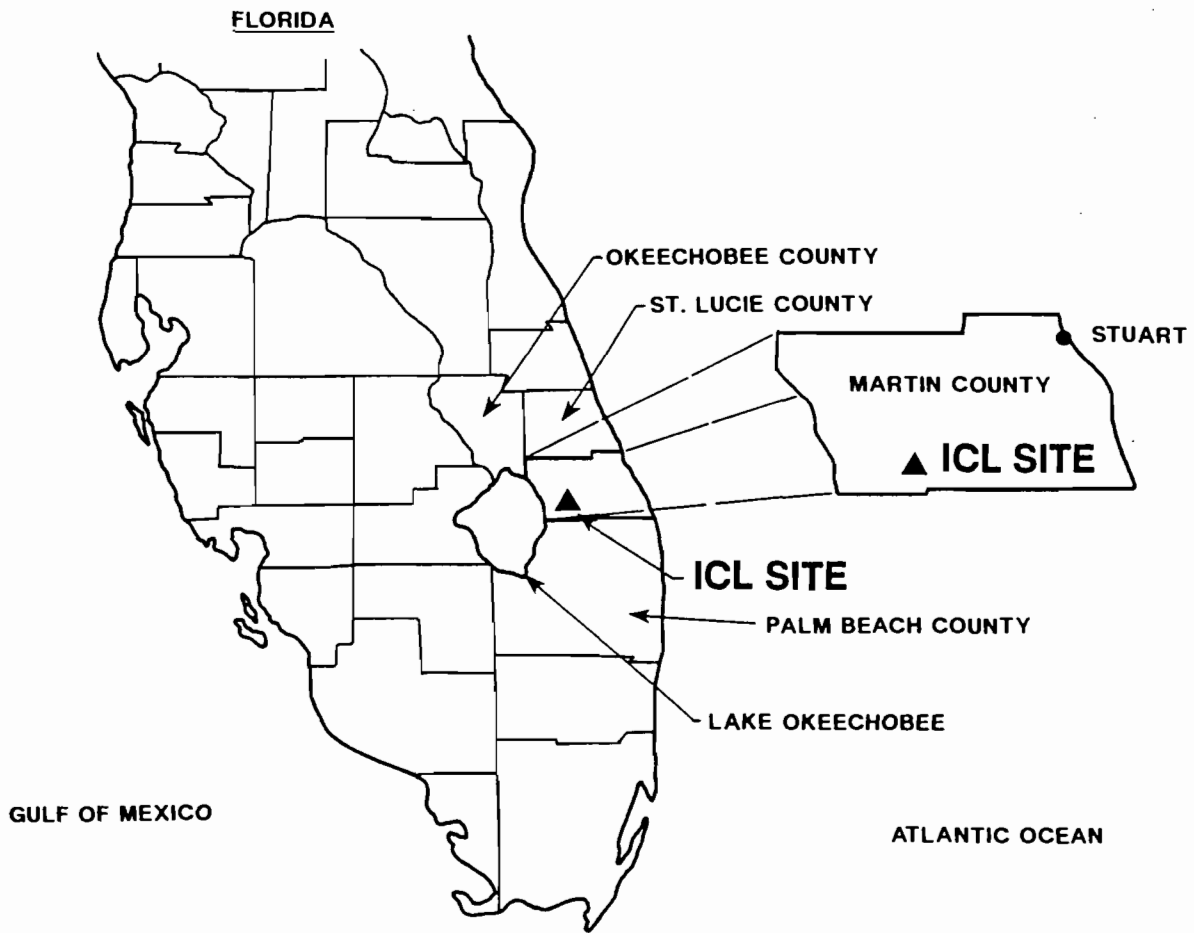 FLORIDA
OKEECHOBEE COUNTY
ST. LUCIE COUNTY
STUART
MARTIN COUNTY
ICL SITE
ICL SITE
PALM BEACH COUNTY
LAKE OKEECHOBEE
GULF OF MEXICO
ATLANTIC OCEAN